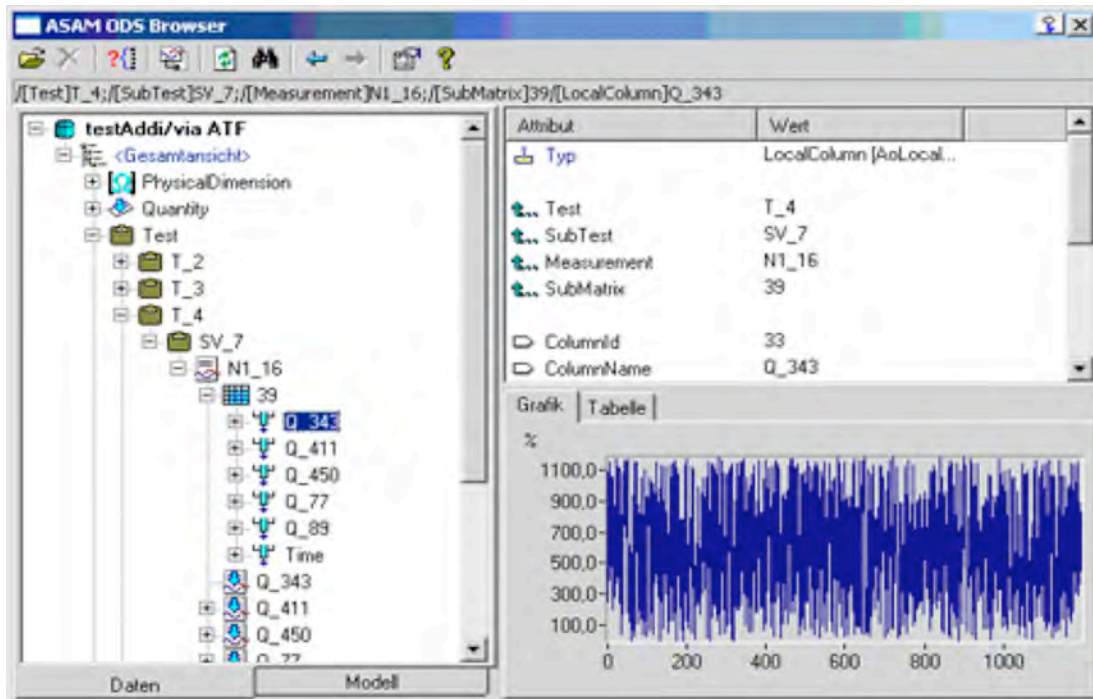 ASAM ODS Browser
/[Test]T_4;/[SubTest]SV_7;/[Measurement]N1_16;/[SubMatrix]39/[LocalColumn]Q_343
testAddi/via ATF
<Gesamtansicht>
PhysicalDimension
Quantity
Test
T_2
T_3
T_4
SV_7
N1_16
39
Q_343
Q_411
Q_450
Q_77
Q_89
Time
Q_343
Q_411
Q_450
Q_77
Daten Modell
Attribut Wert
Typ LocalColumn [AoLocal...
Test T_4
SubTest SV_7
Measurement N1_16
SubMatrix 39
ColumnId 33
ColumnName Q_343
Grafik Tabelle
%
1100,0
900,0
700,0
500,0
300,0
100,0
0 200 400 600 800 1000